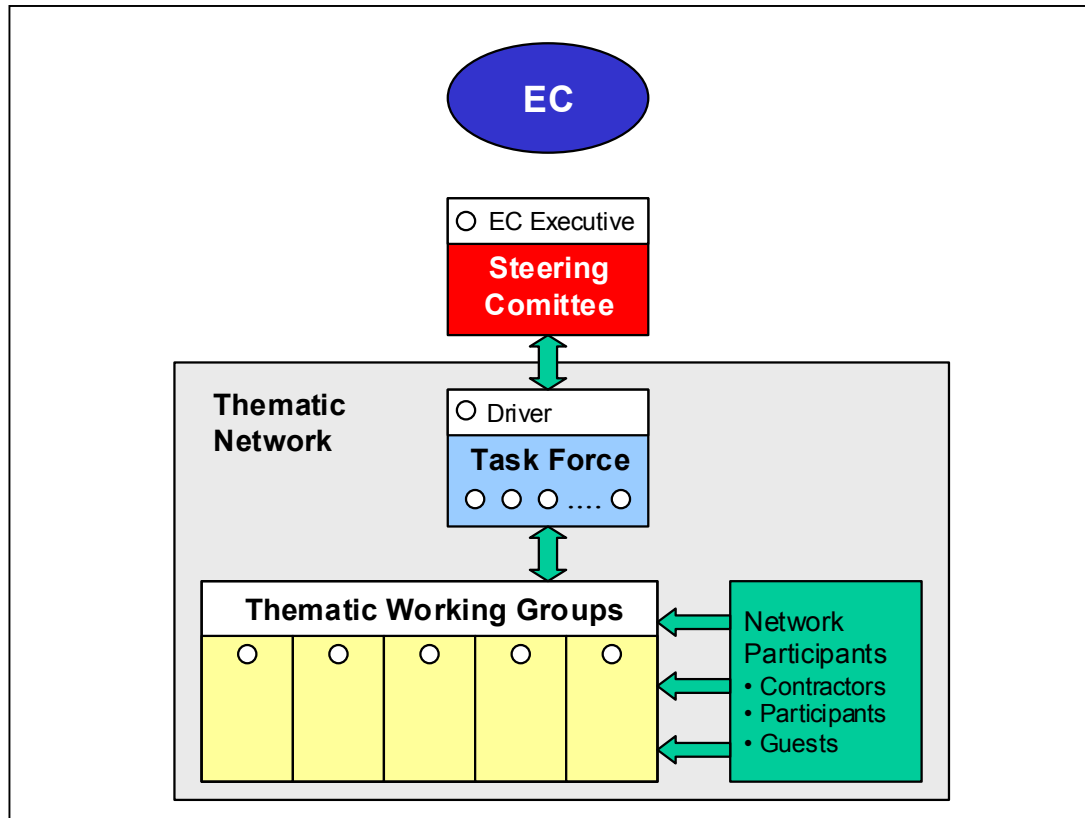 EC
EC Executive
Steering
Comittee
Thematic
Network
Driver
Task Force
....
Thematic Working Groups
Network
Participants
• Contractors
• Participants
• Guests